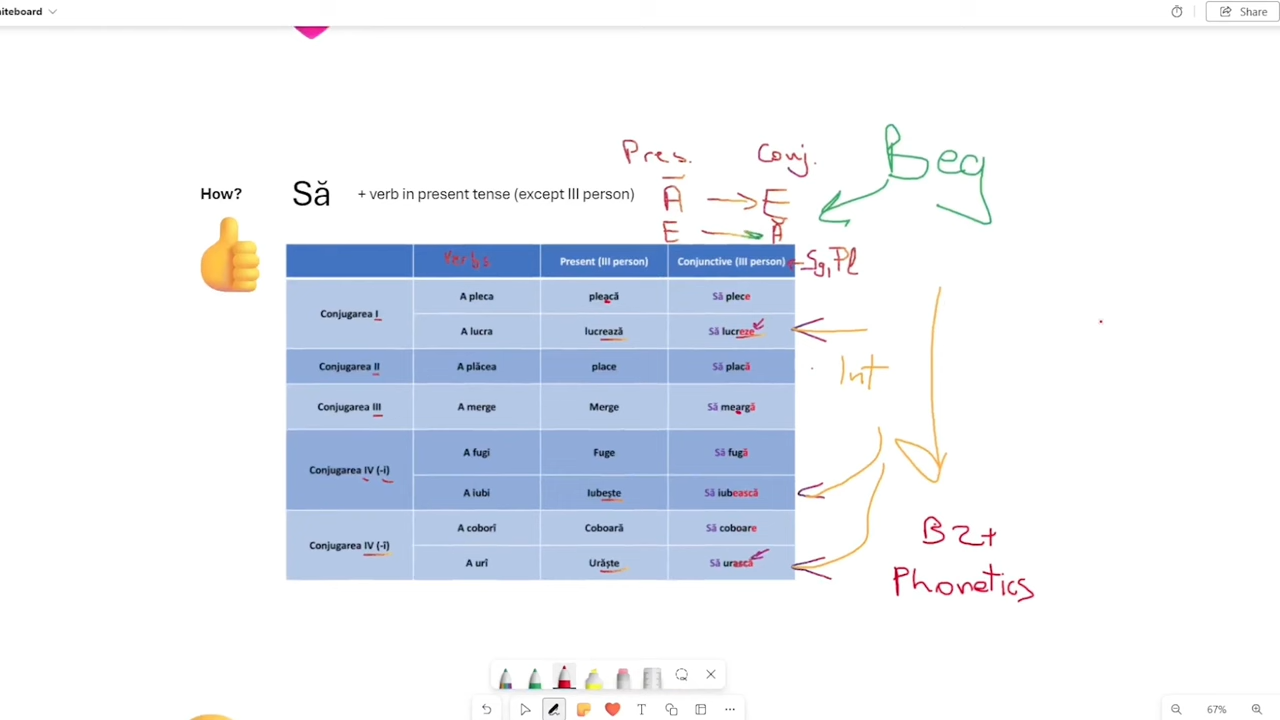 iteboard
Share
Pres. Conj. Beg
How? Să + verb in present tense (except III person) Ă → E
E → Ă
Verbs Present (III person) Conjunctive (III person) Sg, Pl
Conjugarea I
A pleca pleacă Să plece
A lucra lucrează Să lucreze
Conjugarea II A plăcea place Să placă
Int
Conjugarea III A merge Merge Să meargă
Conjugarea IV (-i)
A fugi Fuge Să fugă
A iubi Iubește Să iubească
Conjugarea IV (-î)
A coborî Coboară Să coboare
A urî Urăște Să urască
B2+
Phonetics
67%